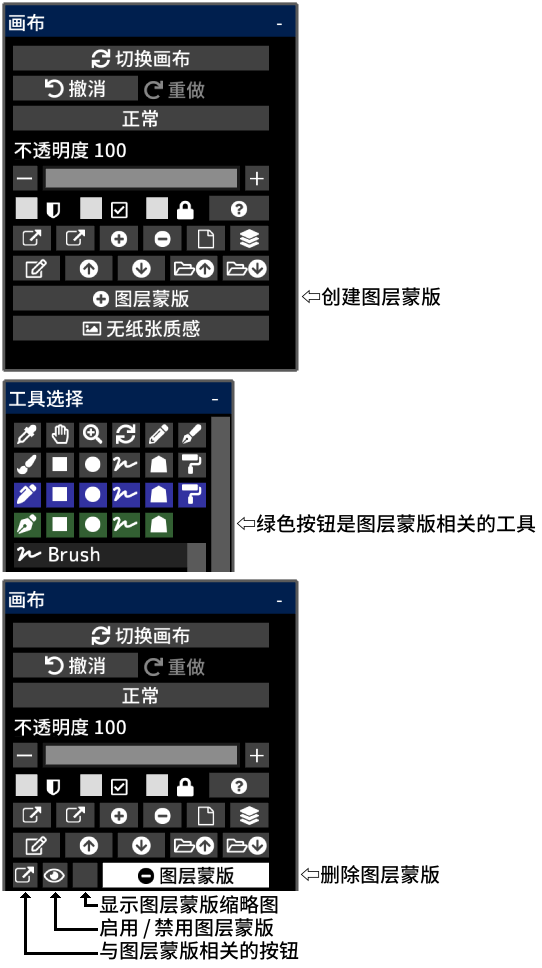 画布 -
切换画布
撤消 重做
正常
不透明度 100
图层蒙版
⇦创建图层蒙版
无纸张质感
工具选择 -
⇦绿色按钮是图层蒙版相关的工具
Brush
画布 -
切换画布
撤消 重做
正常
不透明度 100
图层蒙版
⇦删除图层蒙版
显示图层蒙版缩略图
启用 / 禁用图层蒙版
与图层蒙版相关的按钮